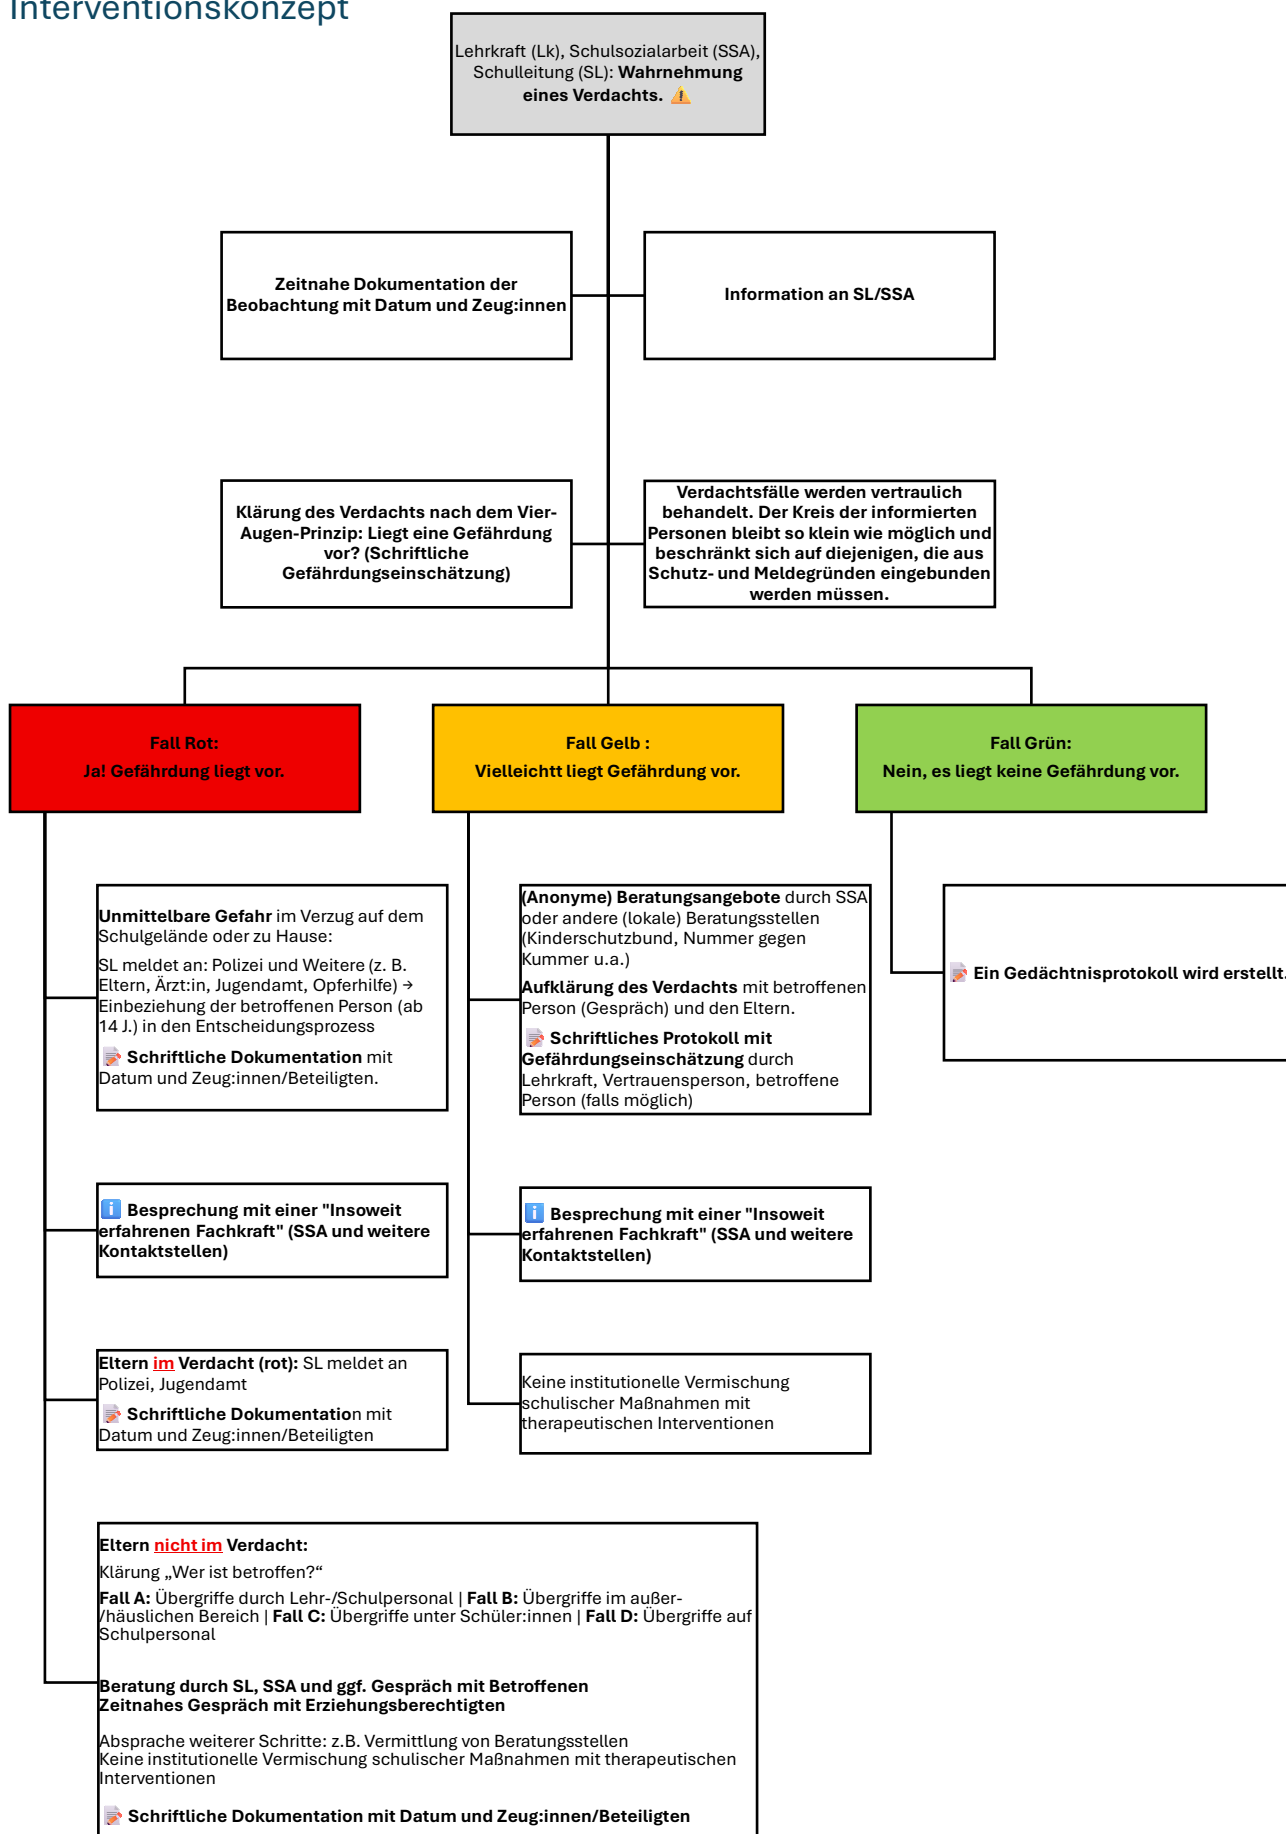 Interventionskonzept
Lehrkraft (Lk), Schulsozialarbeit (SSA),
Schulleitung (SL): Wahrnehmung
eines Verdachts. ⚠️
Zeitnahe Dokumentation der
Beobachtung mit Datum und Zeug:innen
Information an SL/SSA
Klärung des Verdachts nach dem Vier-
Augen-Prinzip: Liegt eine Gefährdung
vor? (Schriftliche
Gefährdungseinschätzung)
Verdachtsfälle werden vertraulich
behandelt. Der Kreis der informierten
Personen bleibt so klein wie möglich und
beschränkt sich auf diejenigen, die aus
Schutz- und Meldegründen eingebunden
werden müssen.
Fall Rot:
Ja! Gefährdung liegt vor.
Fall Gelb :
Vielleichtt liegt Gefährdung vor.
Fall Grün:
Nein, es liegt keine Gefährdung vor.
Unmittelbare Gefahr im Verzug auf dem
Schulgelände oder zu Hause:
SL meldet an: Polizei und Weitere (z. B.
Eltern, Ärzt:in, Jugendamt, Opferhilfe) →
Einbeziehung der betroffenen Person (ab
14 J.) in den Entscheidungsprozess
📝 Schriftliche Dokumentation mit
Datum und Zeug:innen/Beteiligten.
(Anonyme) Beratungsangebote durch SSA
oder andere (lokale) Beratungsstellen
(Kinderschutzbund, Nummer gegen
Kummer u.a.)
Aufklärung des Verdachts mit betroffenen
Person (Gespräch) und den Eltern.
📝 Schriftliches Protokoll mit
Gefährdungseinschätzung durch
Lehrkraft, Vertrauensperson, betroffene
Person (falls möglich)
📝 Ein Gedächtnisprotokoll wird erstellt.
ℹ️ Besprechung mit einer "Insoweit
erfahrenen Fachkraft" (SSA und weitere
Kontaktstellen)
ℹ️ Besprechung mit einer "Insoweit
erfahrenen Fachkraft" (SSA und weitere
Kontaktstellen)
Eltern im Verdacht (rot): SL meldet an
Polizei, Jugendamt
📝 Schriftliche Dokumentation mit
Datum und Zeug:innen/Beteiligten
Keine institutionelle Vermischung
schulischer Maßnahmen mit
therapeutischen Interventionen
Eltern nicht im Verdacht:
Klärung „Wer ist betroffen?“
Fall A: Übergriffe durch Lehr-/Schulpersonal | Fall B: Übergriffe im außer-
/häuslichen Bereich | Fall C: Übergriffe unter Schüler:innen | Fall D: Übergriffe auf
Schulpersonal
Beratung durch SL, SSA und ggf. Gespräch mit Betroffenen
Zeitnahes Gespräch mit Erziehungsberechtigten
Absprache weiterer Schritte: z.B. Vermittlung von Beratungsstellen
Keine institutionelle Vermischung schulischer Maßnahmen mit therapeutischen
Interventionen
📝 Schriftliche Dokumentation mit Datum und Zeug:innen/Beteiligten